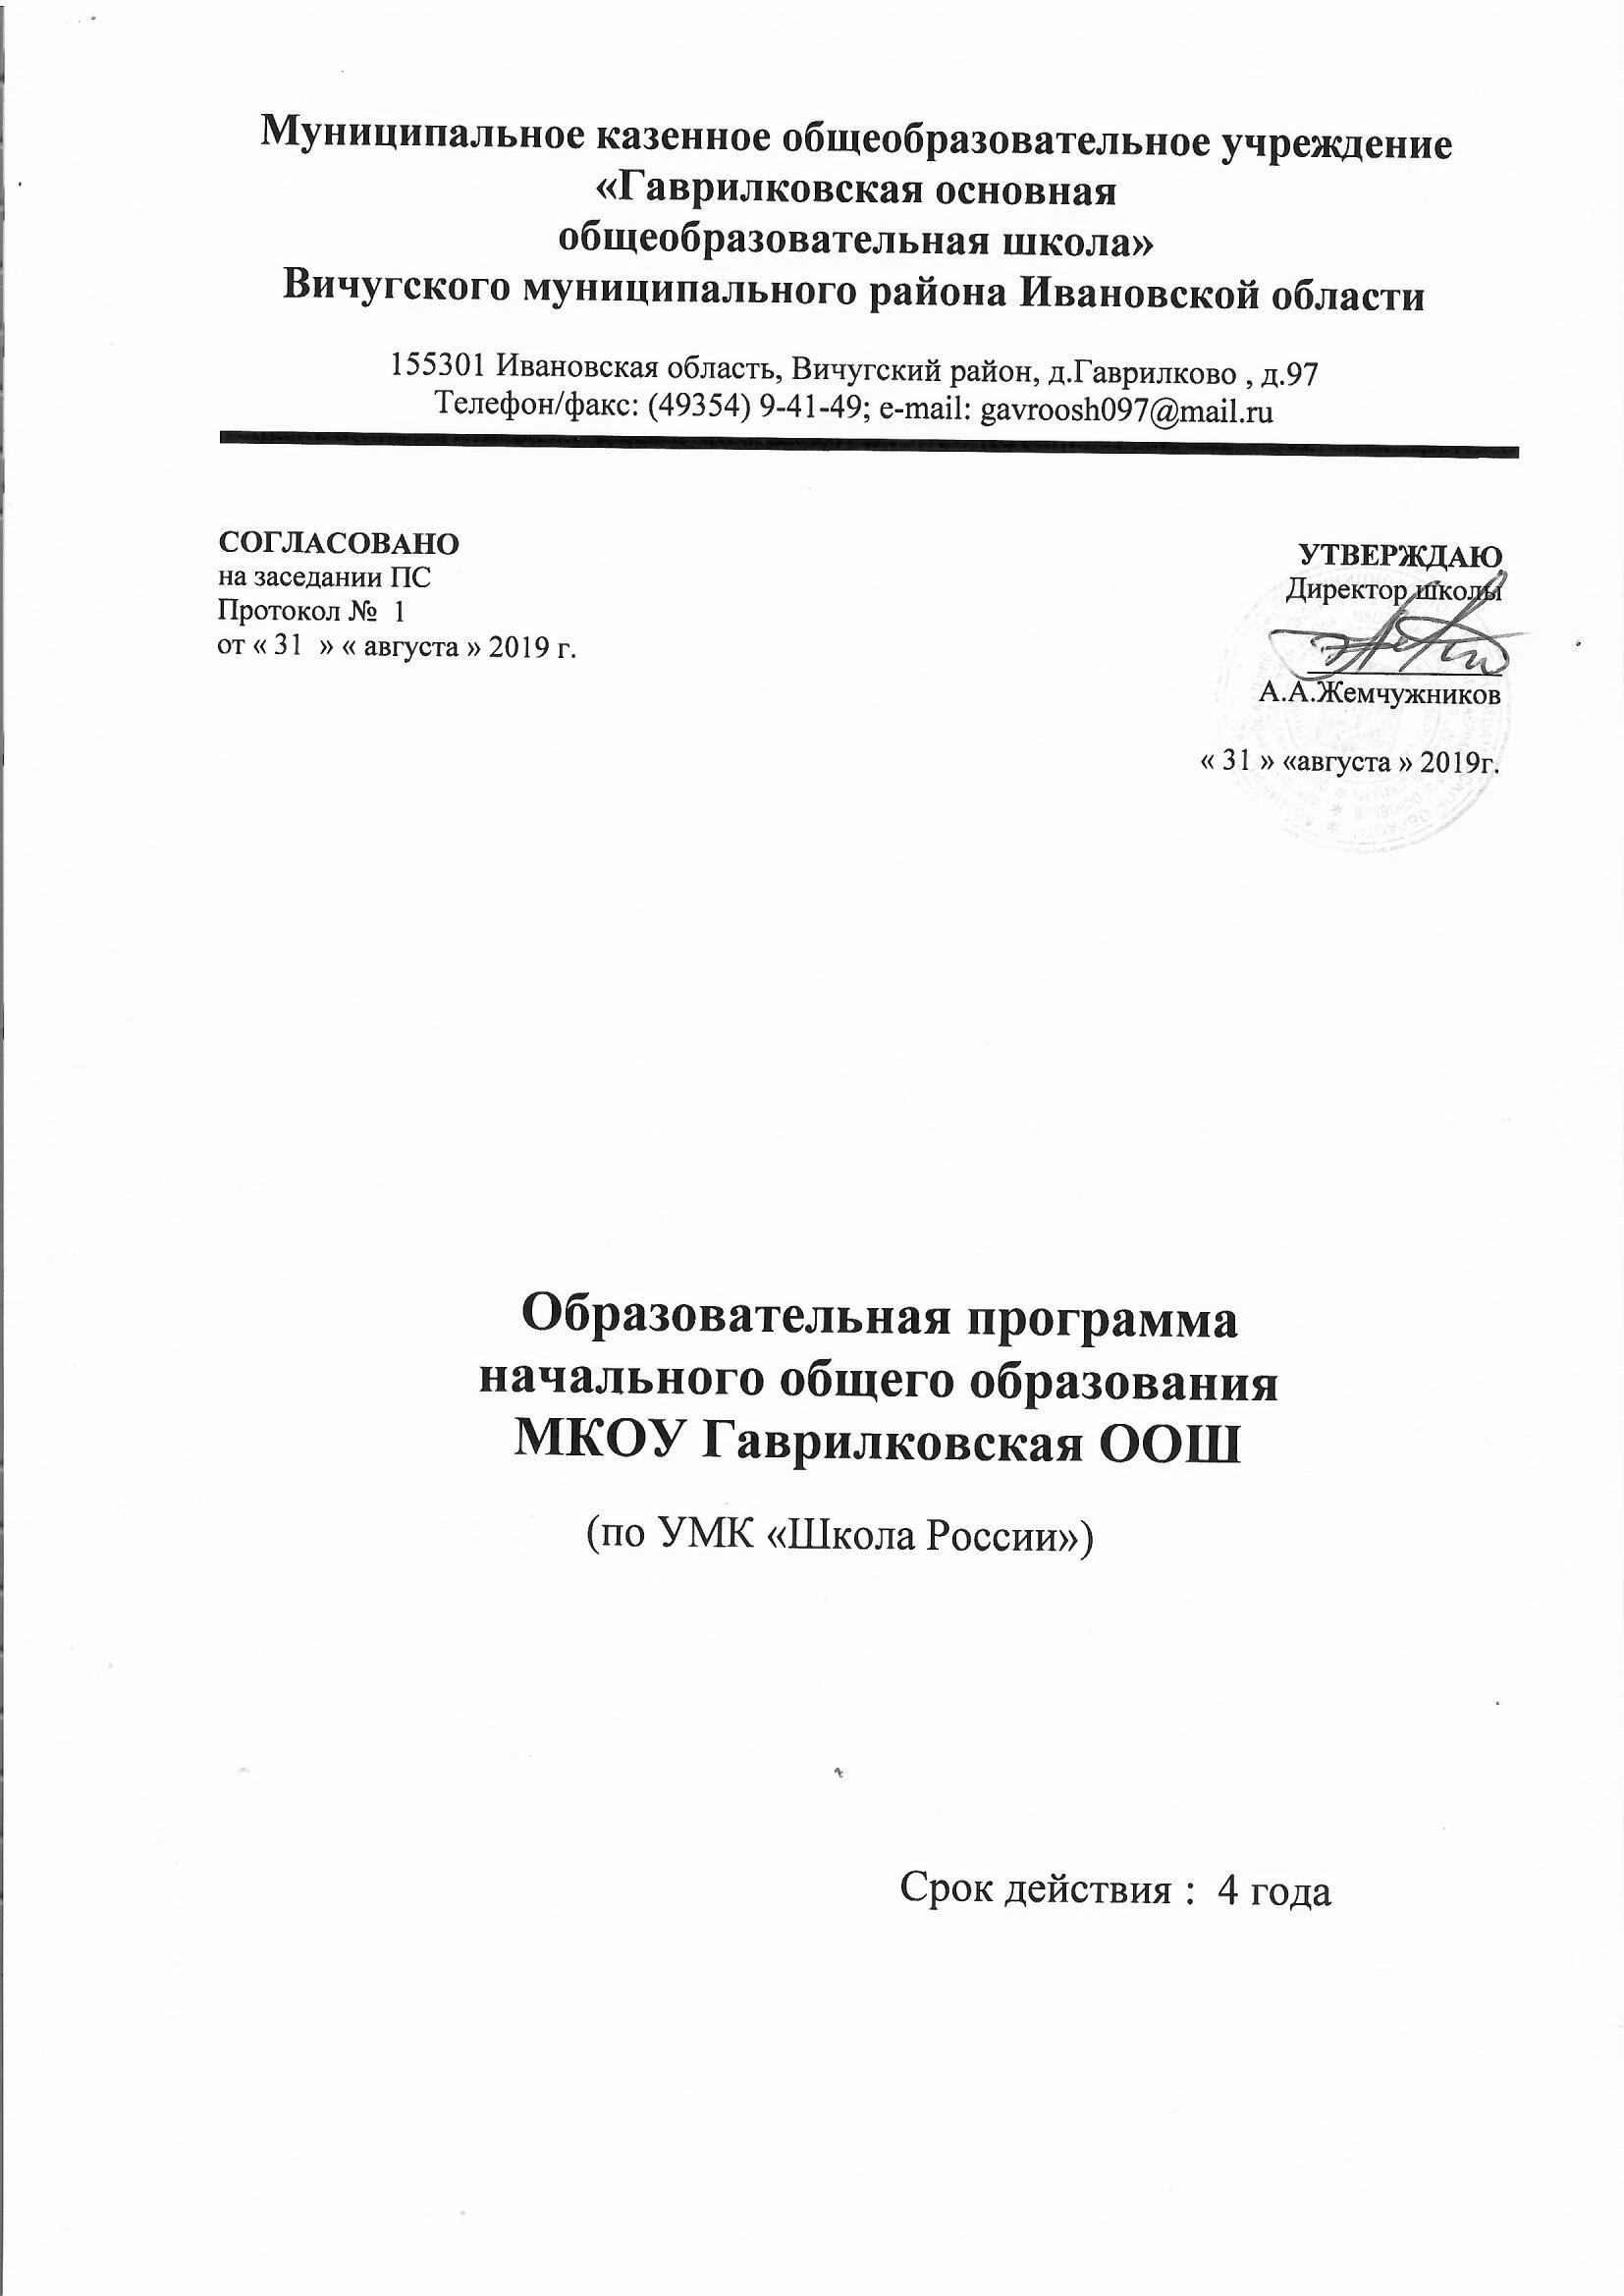 Муниципальное казенное общеобразовательное учреждение
«Гаврилковская основная
общеобразовательная школа»
Вичугского муниципального района Ивановской области
155301 Ивановская область, Вичугский район, д.Гаврилково , д.97
Телефон/факс: (49354) 9-41-49; e-mail: gavroosh097@mail.ru
СОГЛАСОВАНО
на заседании ПС
Протокол № 1
от « 31 » « августа » 2019 г.
УТВЕРЖДАЮ
Директор школы
А.А.Жемчужников
« 31 » «августа » 2019г.
Образовательная программа
начального общего образования
МКОУ Гаврилковская ООШ
(по УМК «Школа России»)
Срок действия : 4 года